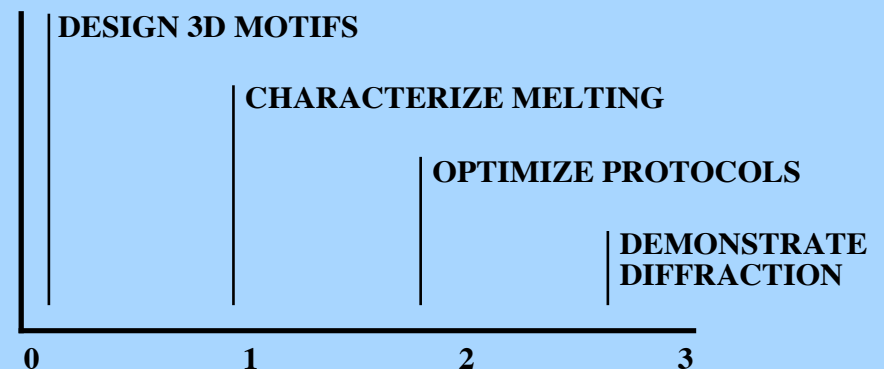 DESIGN 3D MOTIFS
CHARACTERIZE MELTING
OPTIMIZE PROTOCOLS
DEMONSTRATE
DIFFRACTION
0 1 2 3